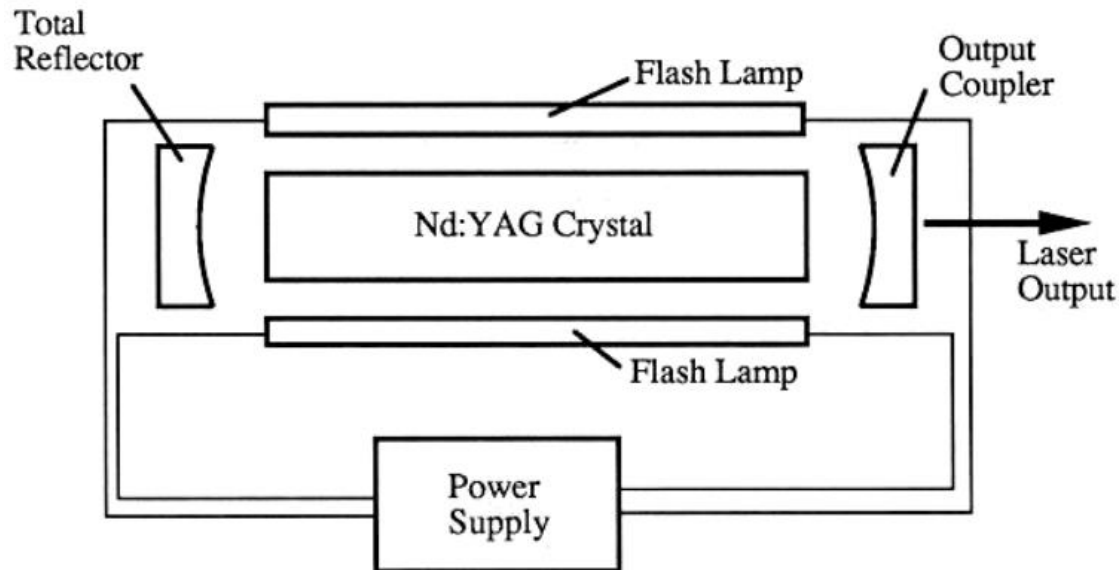 Total
Reflector
Flash Lamp
Output
Coupler
Nd:YAG Crystal
Laser
Output
Flash Lamp
Power
Supply